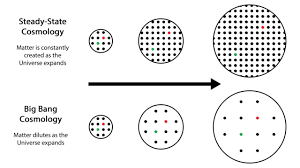 Steady-State
Cosmology
Matter is constantly
created as the
Universe expands
Big Bang
Cosmology
Matter dilutes as the
Universe expands